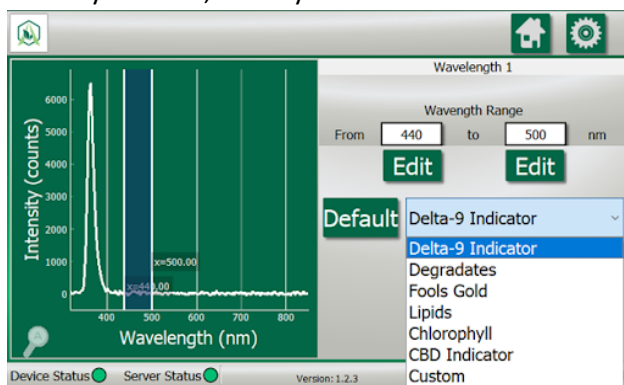 Wavelength 1
Wavength Range
From 440 to 500 nm
Edit Edit
Default Delta-9 Indicator
Delta-9 Indicator
Degradates
Fools Gold
Lipids
Chlorophyll
CBD Indicator
Custom
Intensity (counts)
6000
5000
4000
3000
2000
1000
0
x=500.00
x=440.00
400 500 600 700 800
Wavelength (nm)
A
Device Status Server Status Version: 1.2.3